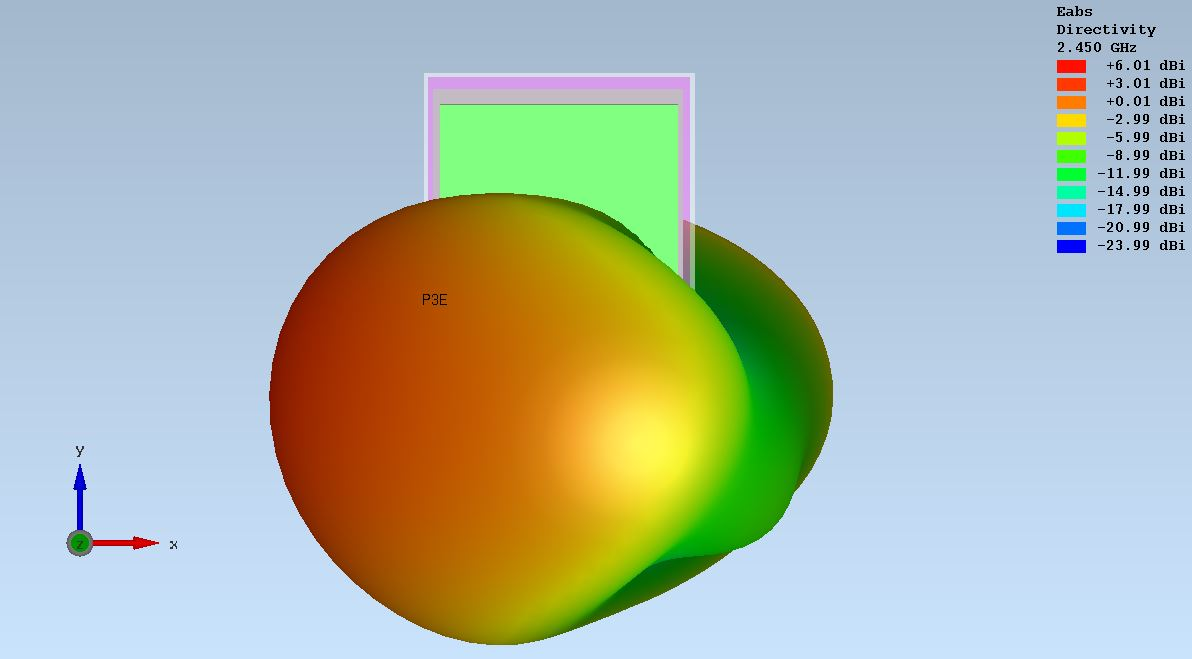 Eabs
Directivity
2.450 GHz
+6.01 dBi
+3.01 dBi
+0.01 dBi
-2.99 dBi
-5.99 dBi
-8.99 dBi
-11.99 dBi
-14.99 dBi
-17.99 dBi
-20.99 dBi
-23.99 dBi
P3E
y
z
x